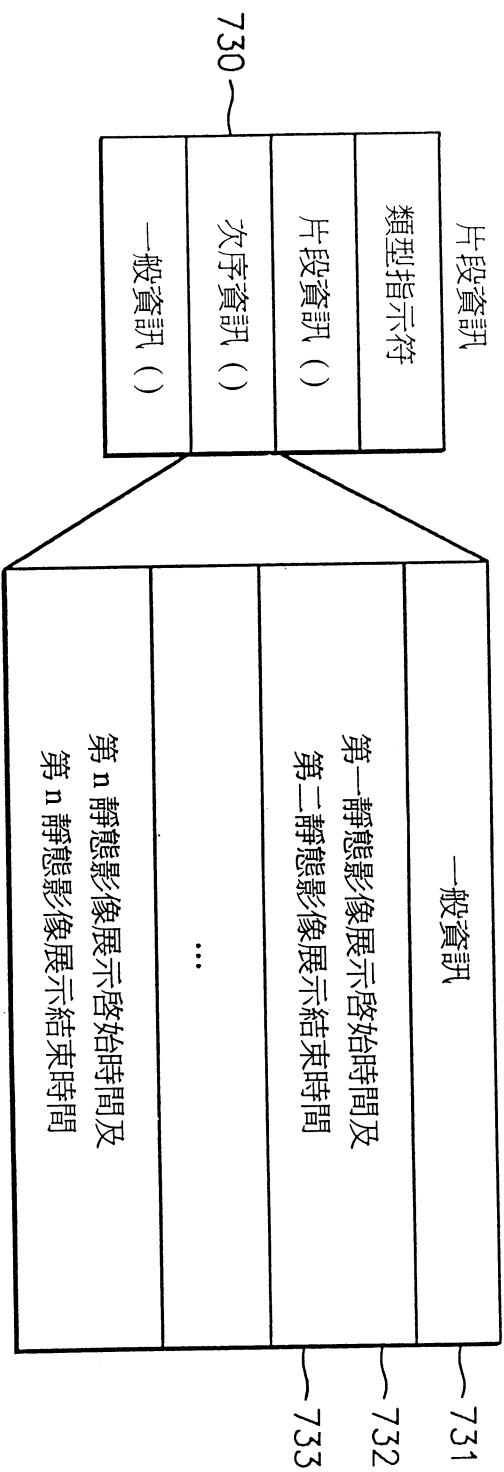 片段資訊
類型指示符
片段資訊 ( )
次序資訊 ( )
一般資訊 ( )
730
一般資訊
第一靜態影像展示啓始時間及
第二靜態影像展示結束時間
...
第 n 靜態影像展示啓始時間及
第 n 靜態影像展示結束時間
731
732
733